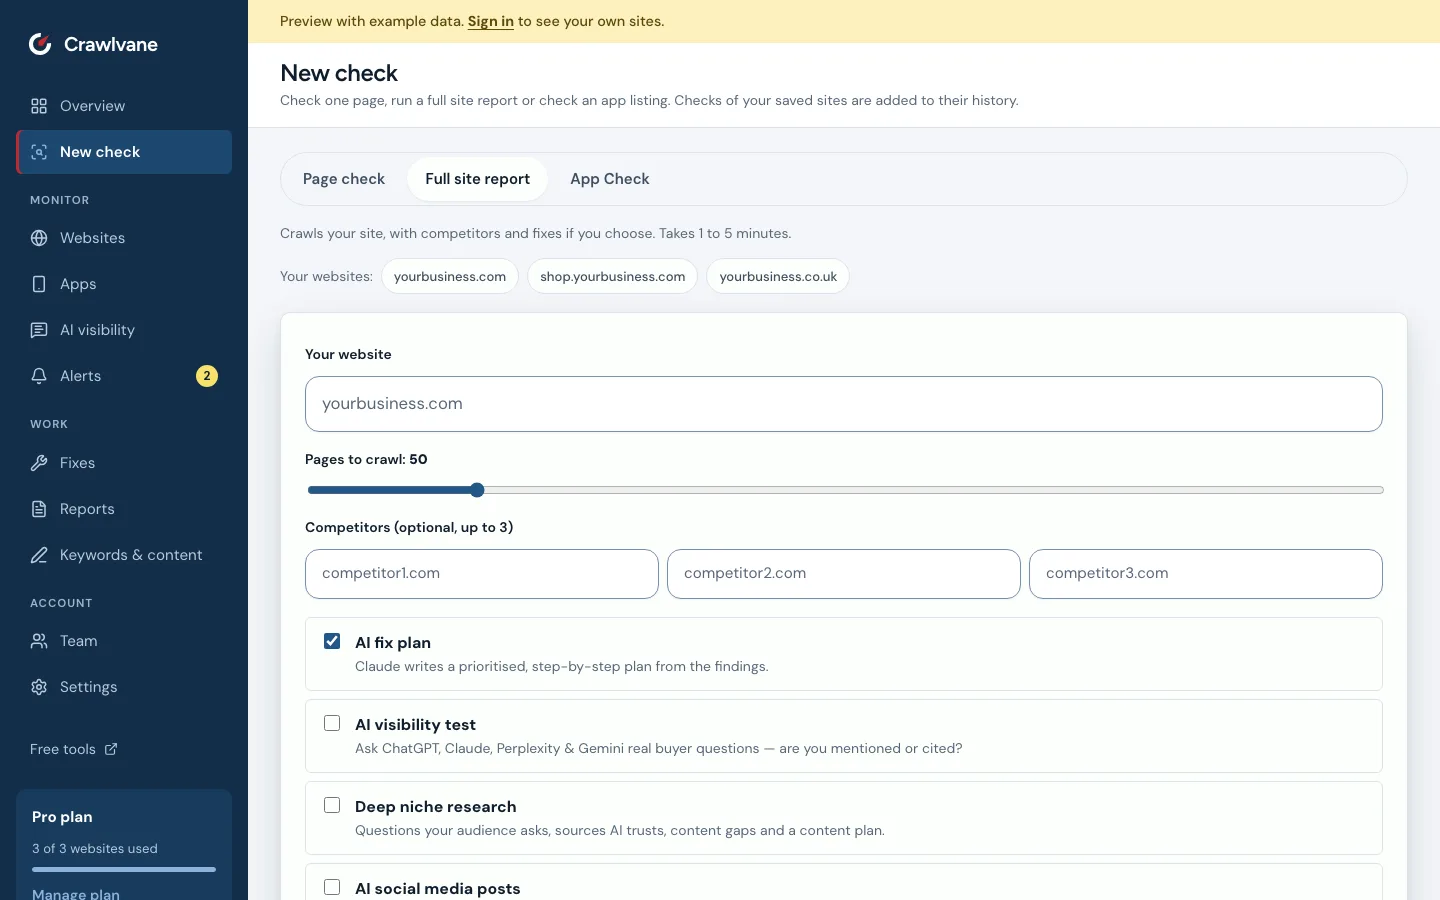 Crawlvane
Overview
New check
MONITOR
Websites
Apps
AI visibility
Alerts
2
WORK
Fixes
Reports
Keywords & content
ACCOUNT
Team
Settings
Free tools
Pro plan
3 of 3 websites used
Manage plan
Preview with example data. Sign in to see your own sites.
New check
Check one page, run a full site report or check an app listing. Checks of your saved sites are added to their history.
Page check
Full site report
App Check
Crawls your site, with competitors and fixes if you choose. Takes 1 to 5 minutes.
Your websites: yourbusiness.com shop.yourbusiness.com yourbusiness.co.uk
Your website
yourbusiness.com
Pages to crawl: 50
Competitors (optional, up to 3)
competitor1.com
competitor2.com
competitor3.com
AI fix plan
Claude writes a prioritised, step-by-step plan from the findings.
AI visibility test
Ask ChatGPT, Claude, Perplexity & Gemini real buyer questions — are you mentioned or cited?
Deep niche research
Questions your audience asks, sources AI trusts, content gaps and a content plan.
AI social media posts